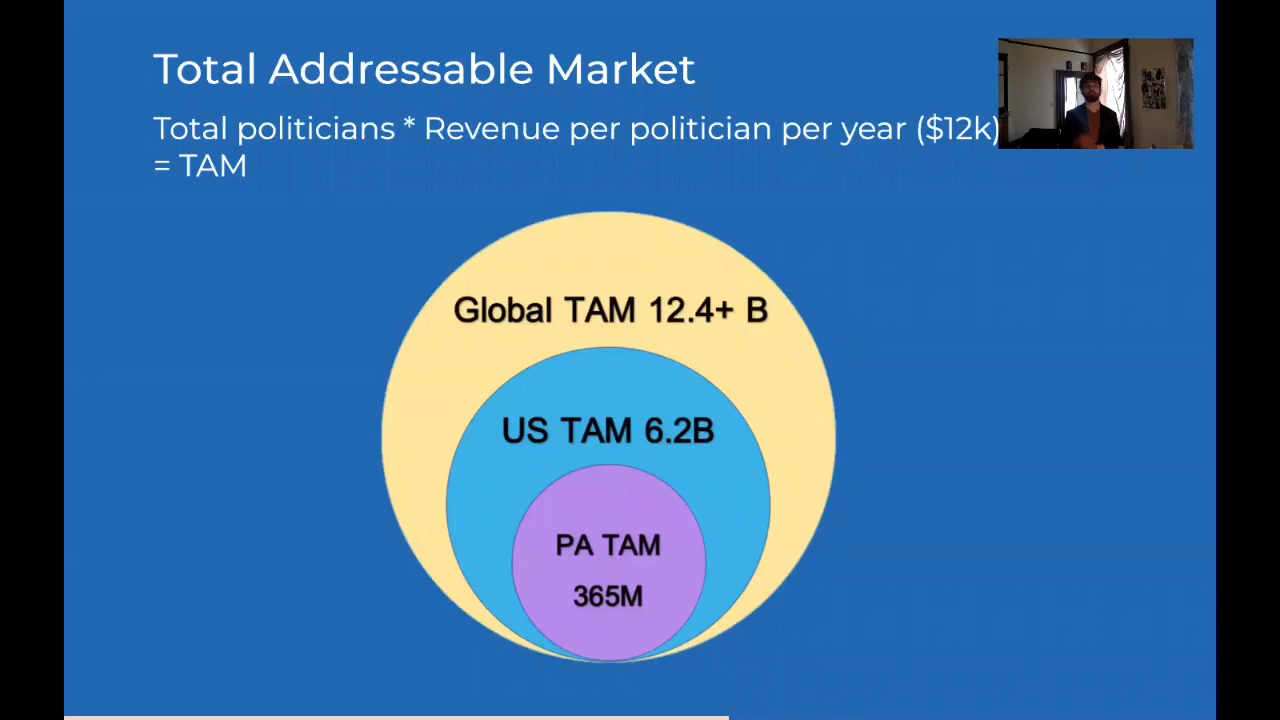 Total Addressable Market
Total politicians * Revenue per politician per year ($12k)
= TAM
Global TAM 12.4+ B
US TAM 6.2B
PA TAM
365M